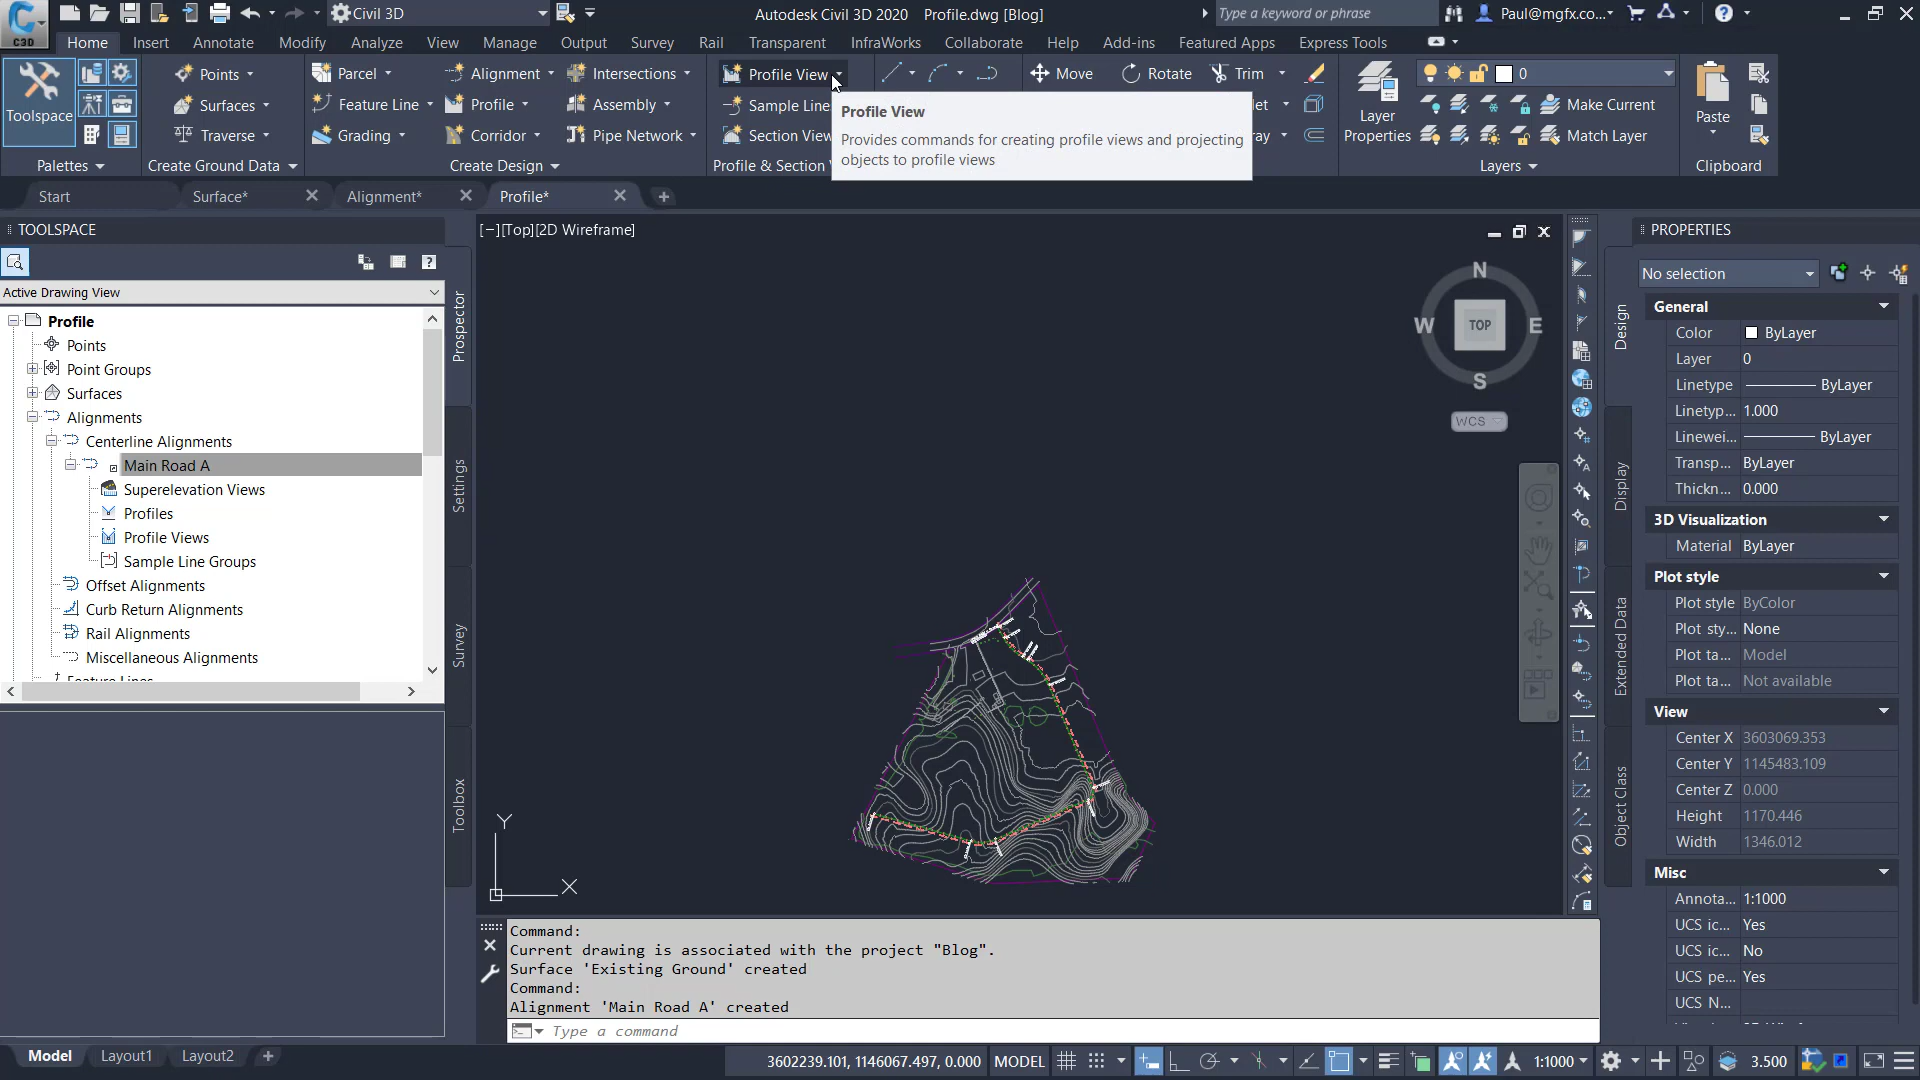 Civil 3D
Autodesk Civil 3D 2020 Profile.dwg [Blog]
Type a keyword or phrase
Paul@mgfx.co...
C3D
Home Insert Annotate Modify Analyze View Manage Output Survey Rail Transparent InfraWorks Collaborate Help Add-ins Featured Apps Express Tools
Toolspace
Palettes
Points
Surfaces
Traverse
Create Ground Data
Parcel
Feature Line
Grading
Alignment
Profile
Corridor
Intersections
Assembly
Pipe Network
Create Design
Profile View
Sample Line
Section View
Profile & Section
Move
Rotate
Trim
Profile View
Provides commands for creating profile views and projecting
objects to profile views
Layer
Properties
0
Make Current
Match Layer
Layers
Paste
Clipboard
Start
Surface*
Alignment*
Profile*
TOOLSPACE
Active Drawing View
Profile
Points
Point Groups
Surfaces
Alignments
Centerline Alignments
Main Road A
Superelevation Views
Profiles
Profile Views
Sample Line Groups
Offset Alignments
Curb Return Alignments
Rail Alignments
Miscellaneous Alignments
Feature Lines
Prospector
Settings
Survey
Toolbox
[−][Top][2D Wireframe]
N
W TOP E
S
WCS
Y
X
Command:
Current drawing is associated with the project "Blog".
Surface 'Existing Ground' created
Command:
Alignment 'Main Road A' created
Type a command
PROPERTIES
No selection
Design
Display
Extended Data
Object Class
General
Color ByLayer
Layer 0
Linetype ByLayer
Linetyp... 1.000
Linewei... ByLayer
Transp... ByLayer
Thickn... 0.000
3D Visualization
Material ByLayer
Plot style
Plot style ByColor
Plot sty... None
Plot ta... Model
Plot ta... Not available
View
Center X 3603069.353
Center Y 1145483.109
Center Z 0.000
Height 1170.446
Width 1346.012
Misc
Annota... 1:1000
UCS ic... Yes
UCS ic... No
UCS pe... Yes
UCS N...
Model Layout1 Layout2
3602239.101, 1146067.497, 0.000 MODEL
1:1000
3.500